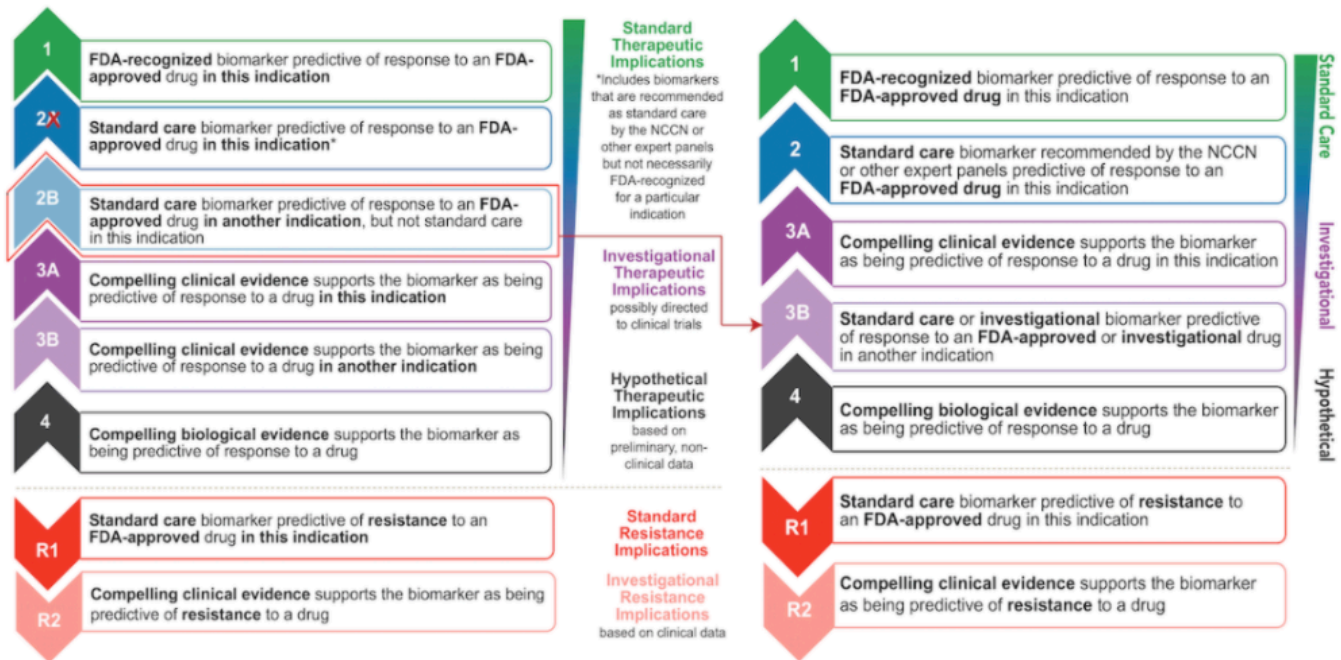 1
FDA-recognized biomarker predictive of response to an FDA-
approved drug in this indication
2X
Standard care biomarker predictive of response to an FDA-
approved drug in this indication*
2B
Standard care biomarker predictive of response to an FDA-
approved drug in another indication, but not standard care
in this indication
3A
Compelling clinical evidence supports the biomarker as being
predictive of response to a drug in this indication
3B
Compelling clinical evidence supports the biomarker as being
predictive of response to a drug in another indication
4
Compelling biological evidence supports the biomarker as
being predictive of response to a drug
R1
Standard care biomarker predictive of resistance to an
FDA-approved drug in this indication
R2
Compelling clinical evidence supports the biomarker as being
predictive of resistance to a drug
Standard
Therapeutic
Implications
*Includes biomarkers
that are recommended
as standard care
by the NCCN or
other expert panels
but not necessarily
FDA-recognized
for a particular
indication
Investigational
Therapeutic
Implications
possibly directed
to clinical trials
Hypothetical
Therapeutic
Implications
based on
preliminary, non-
clinical data
Standard
Resistance
Implications
Investigational
Resistance
Implications
based on clinical data
1
FDA-recognized biomarker predictive of response to an
FDA-approved drug in this indication
2
Standard care biomarker recommended by the NCCN
or other expert panels predictive of response to an
FDA-approved drug in this indication
3A
Compelling clinical evidence supports the biomarker
as being predictive of response to a drug in this indication
3B
Standard care or investigational biomarker predictive
of response to an FDA-approved or investigational drug
in another indication
4
Compelling biological evidence supports the biomarker
as being predictive of response to a drug
R1
Standard care biomarker predictive of resistance to
an FDA-approved drug in this indication
R2
Compelling clinical evidence supports the biomarker
as being predictive of resistance to a drug
Standard Care
Investigational
Hypothetical